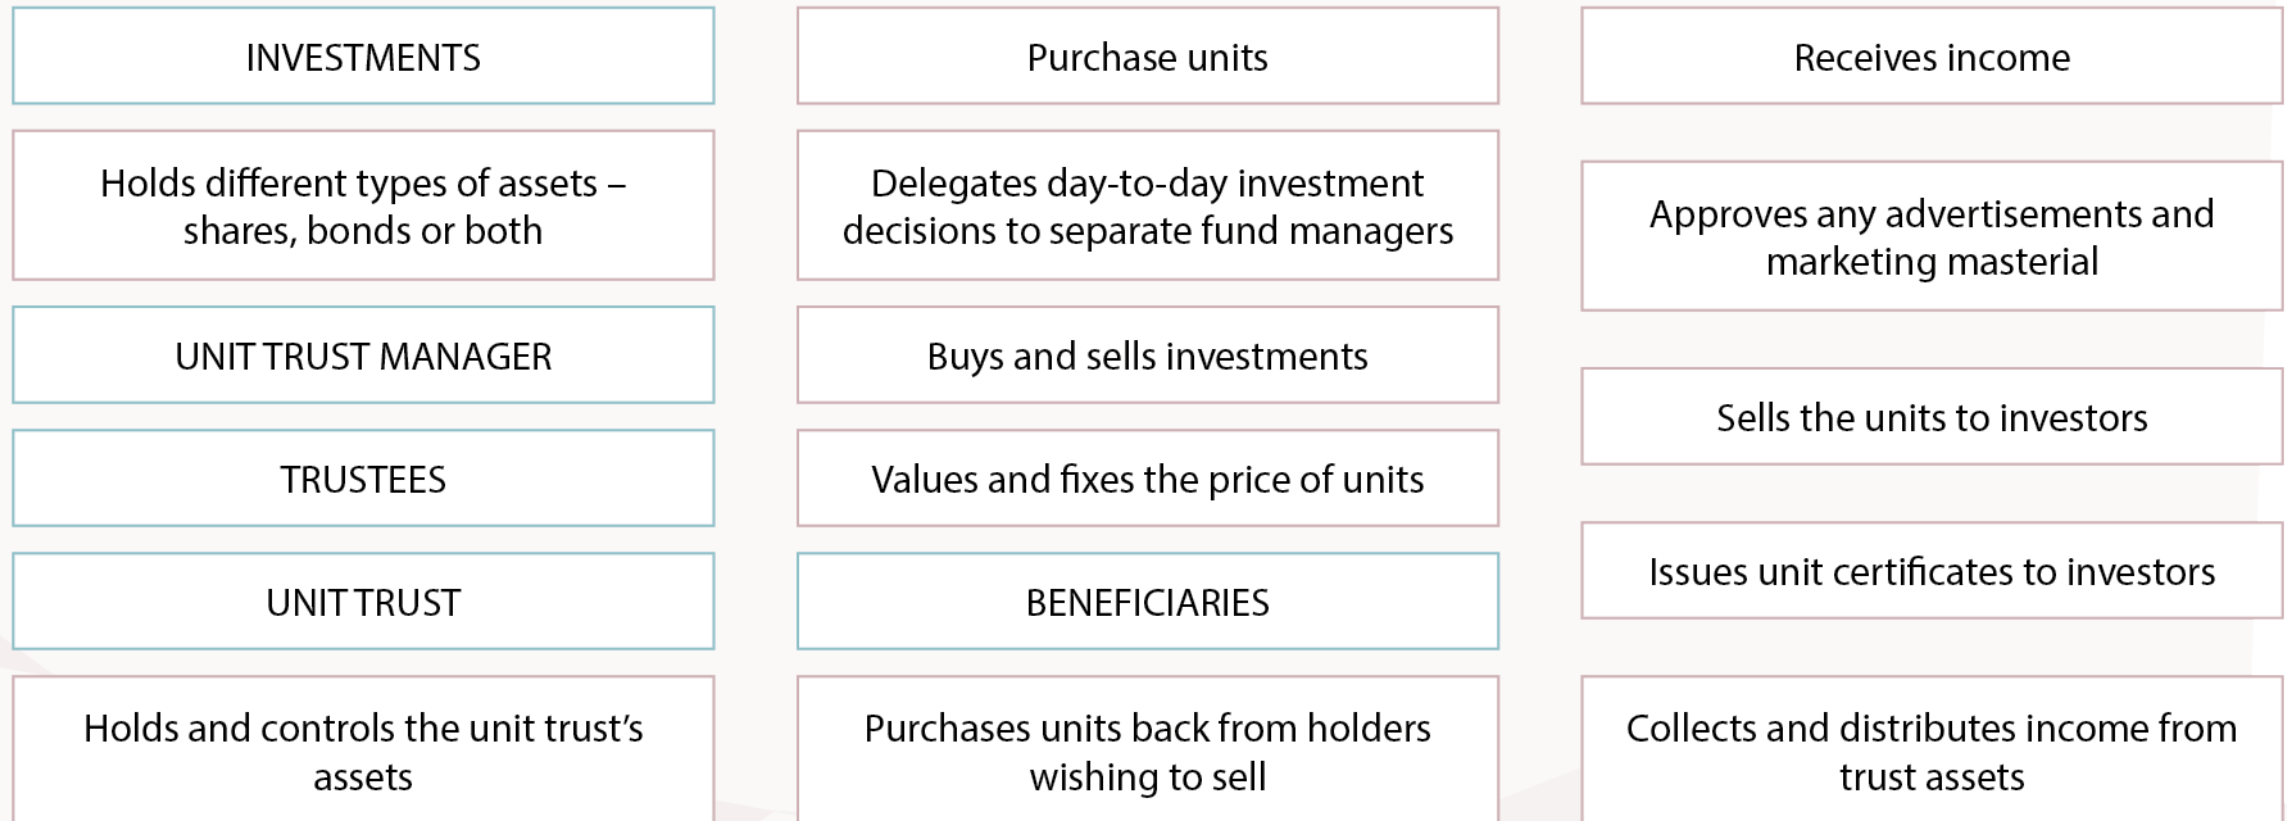 INVESTMENTS
Holds different types of assets –
shares, bonds or both
UNIT TRUST MANAGER
TRUSTEES
UNIT TRUST
Holds and controls the unit trust’s
assets
Purchase units
Delegates day-to-day investment
decisions to separate fund managers
Buys and sells investments
Values and fixes the price of units
BENEFICIARIES
Purchases units back from holders
wishing to sell
Receives income
Approves any advertisements and
marketing masterial
Sells the units to investors
Issues unit certificates to investors
Collects and distributes income from
trust assets